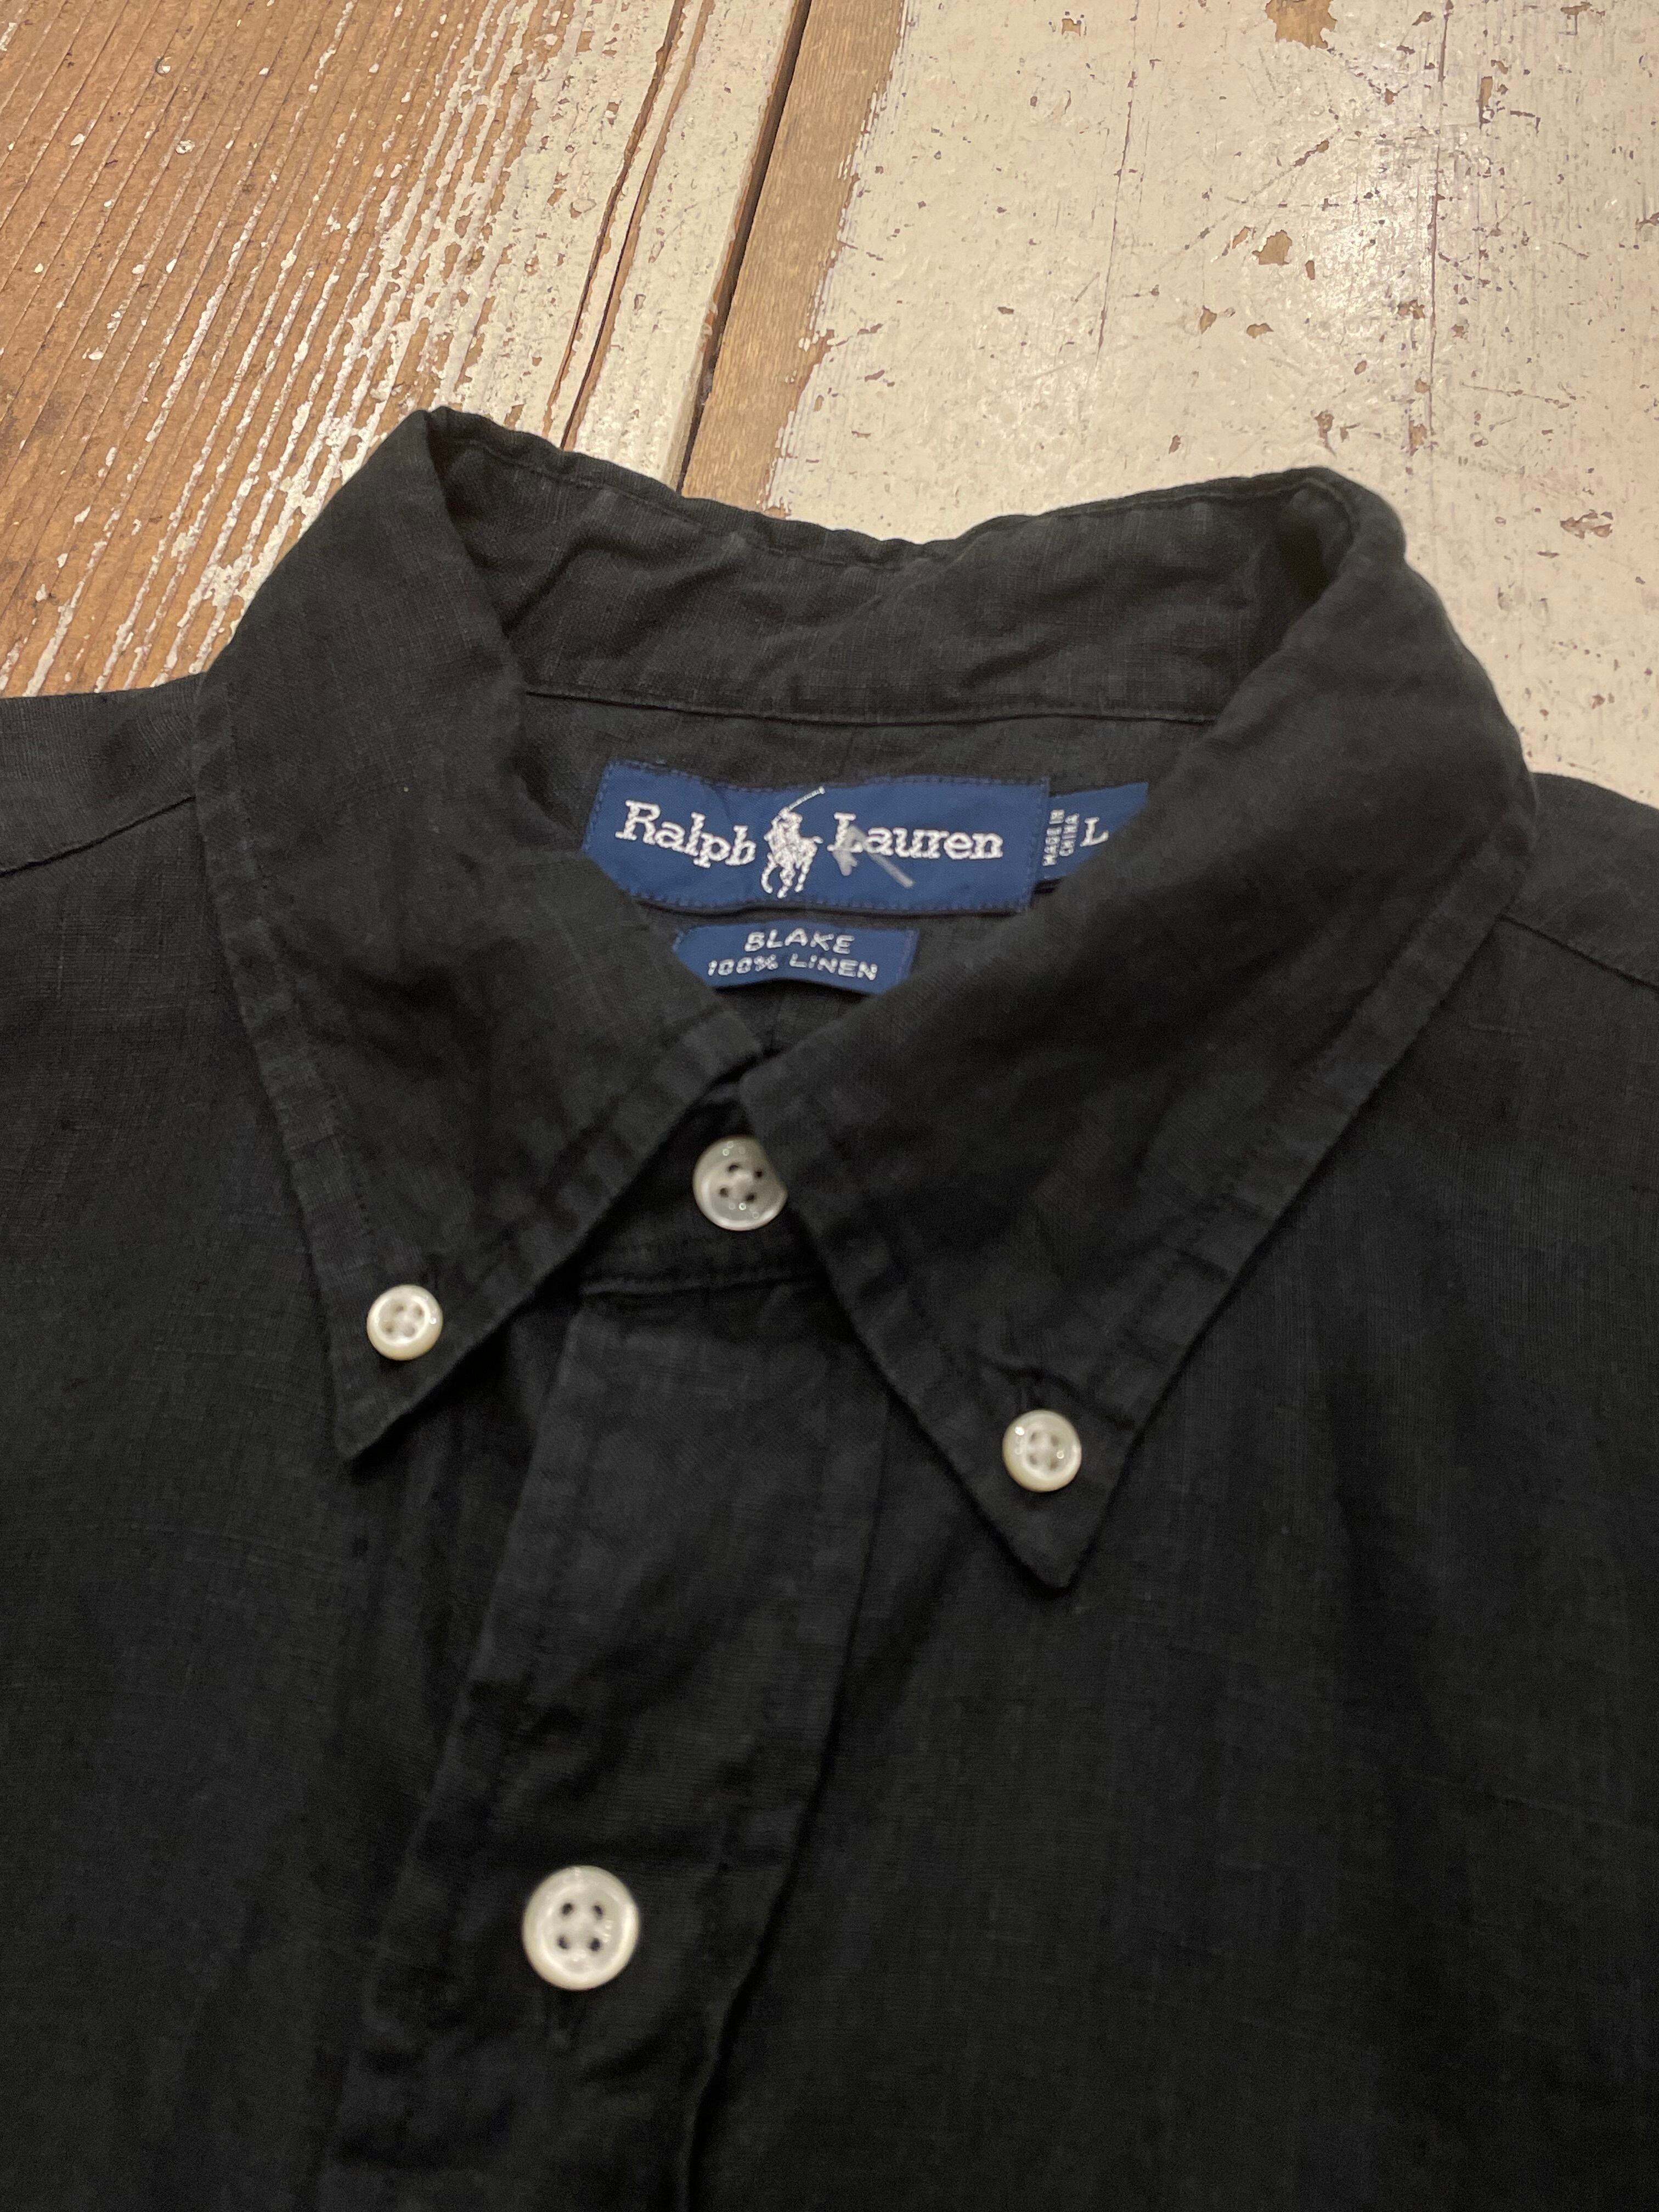 Ralph Lauren
MADE IN
CHINA
L
BLAKE
100% LINEN